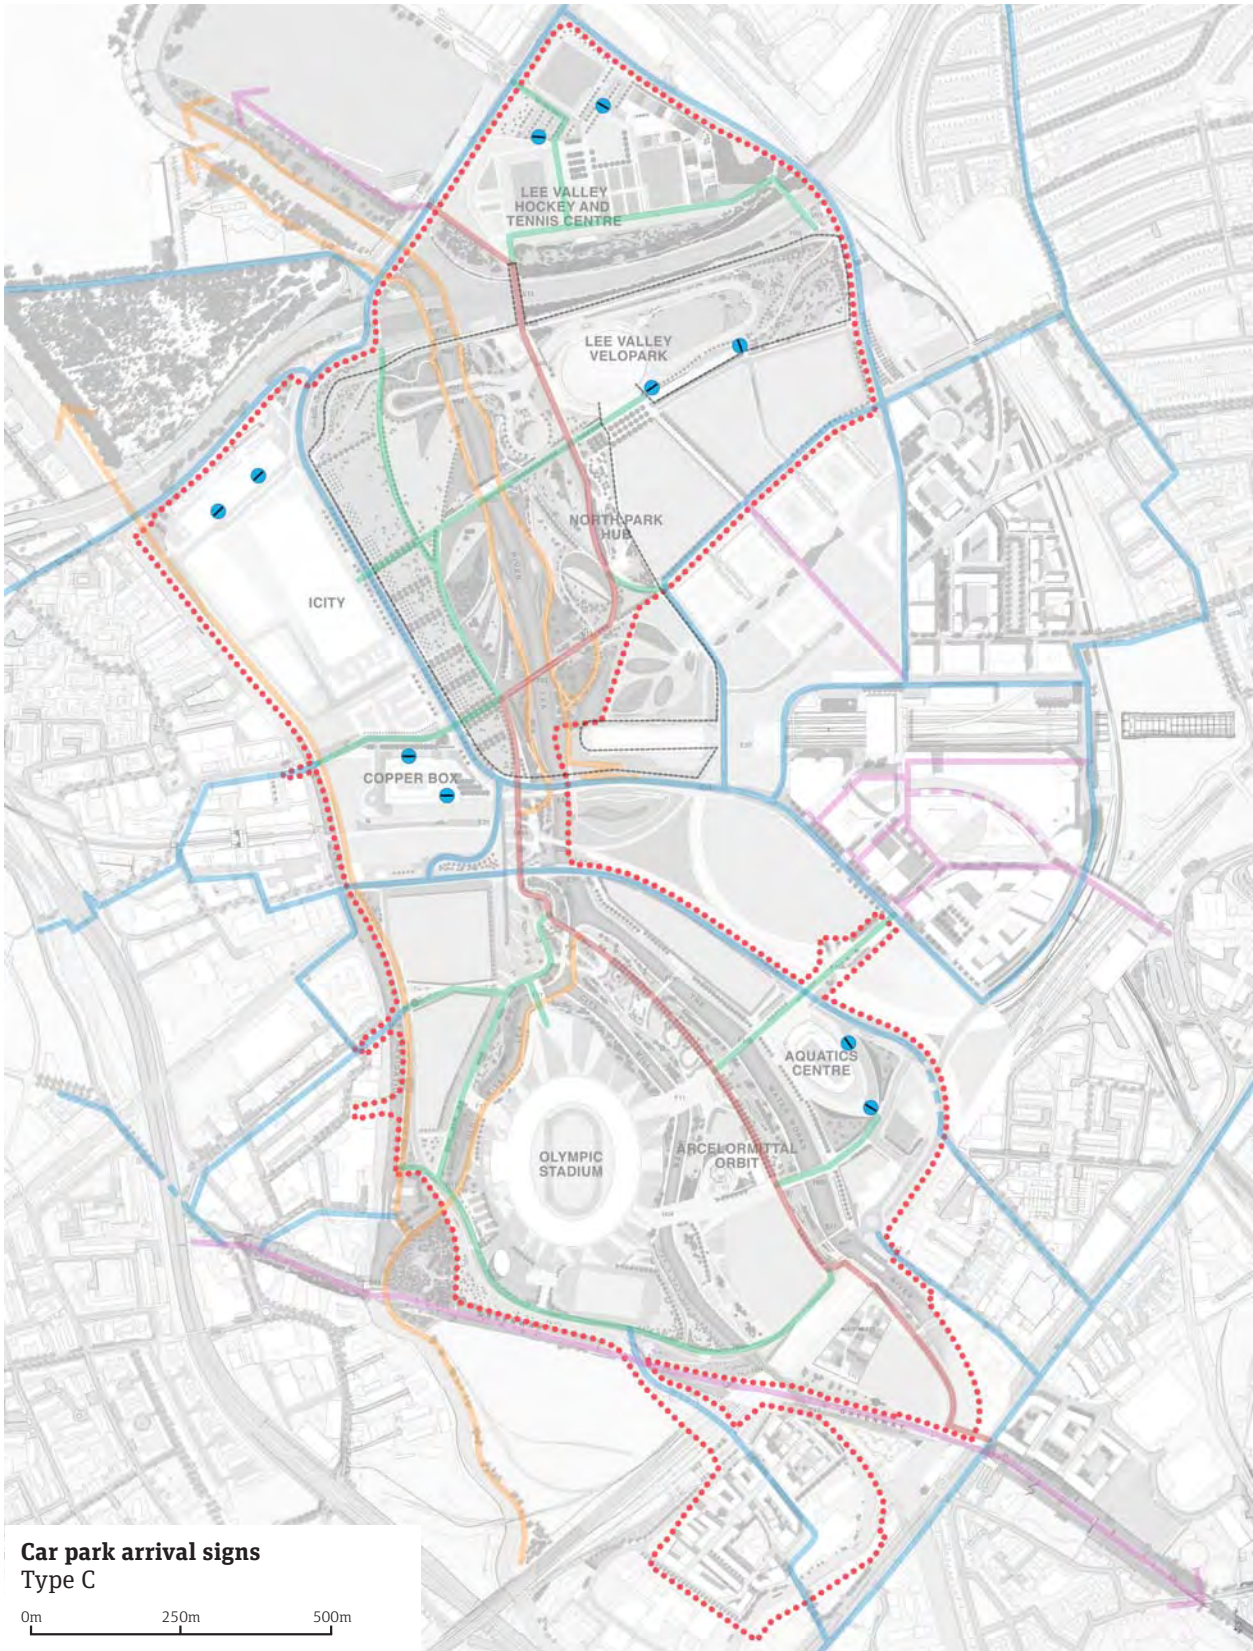 LEE VALLEY
HOCKEY AND
TENNIS CENTRE
LEE VALLEY
VELOPARK
NORTH PARK
HUB
ICITY
COPPER BOX
AQUATICS
CENTRE
OLYMPIC
STADIUM
ARCELORMITTAL
ORBIT
Car park arrival signs
Type C
0m 250m 500m